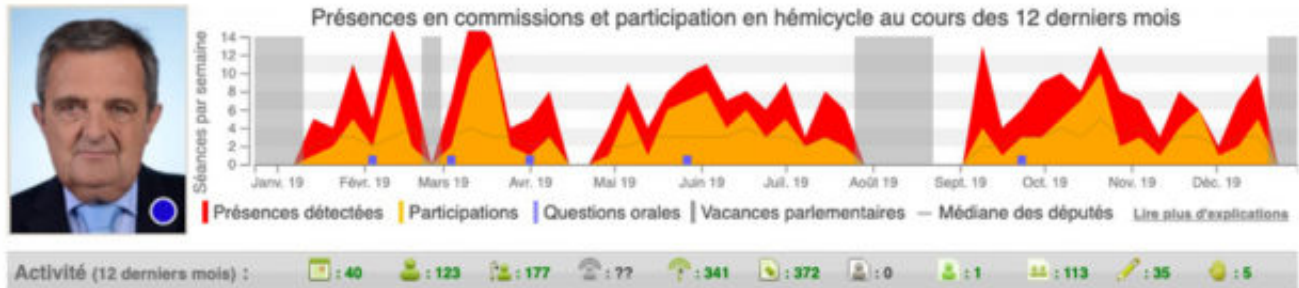 Présences en commissions et participation en hémicycle au cours des 12 derniers mois
Séances par semaine
14
12
10
8
6
4
2
0
Janv. 19 Févr. 19 Mars 19 Avr. 19 Mai 19 Juin 19 Juil. 19 Août 19 Sept. 19 Oct. 19 Nov. 19 Déc. 19
Présences détectées Participations Questions orales Vacances parlementaires — Médiane des députés Lire plus d'explications
Activité (12 derniers mois) : : 40 : 123 : 177 : ?? : 341 : 372 : 0 : 1 : 113 : 35 : 5